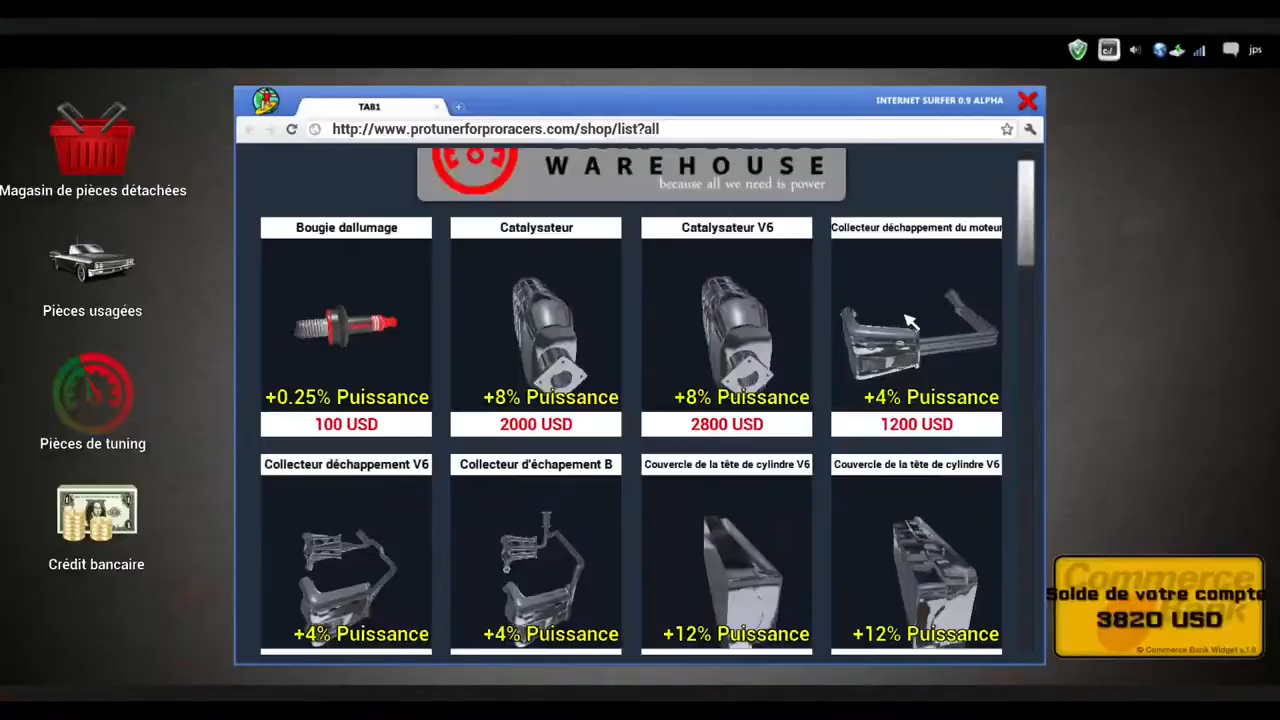 jps
TAB1
INTERNET SURFER 0.9 ALPHA
http://www.protunerforproracers.com/shop/list?all
WAREHOUSE
because all we need is power
Magasin de pièces détachées
Pièces usagées
Pièces de tuning
Crédit bancaire
Bougie dallumage
Catalysateur
Catalysateur V6
Collecteur déchappement du moteur
+0.25% Puissance
+8% Puissance
+8% Puissance
+4% Puissance
100 USD
2000 USD
2800 USD
1200 USD
Collecteur déchappement V6
Collecteur d'échapement B
Couvercle de la tête de cylindre V6
Couvercle de la tête de cylindre V6
+4% Puissance
+4% Puissance
+12% Puissance
+12% Puissance
Commerce
Bank
Solde de votre compte
3820 USD
© Commerce Bank Widget v.1.0